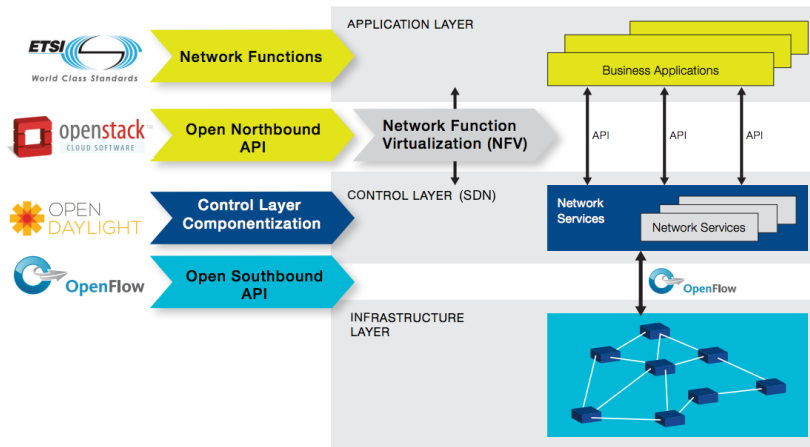 ETSI
World Class Standards
Network Functions
APPLICATION LAYER
Business Applications
openstack™
CLOUD SOFTWARE
Open Northbound
API
Network Function
Virtualization (NFV)
API
API
API
OPEN
DAYLIGHT
Control Layer
Componentization
CONTROL LAYER (SDN)
Network
Services
Network Services
OpenFlow
Open Southbound
API
OpenFlow
INFRASTRUCTURE
LAYER